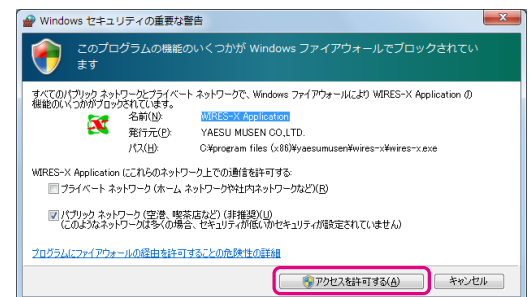 Windows セキュリティの重要な警告
このプログラムの機能のいくつかが Windows ファイアウォールでブロックされてい
ます
すべてのパブリック ネットワークとプライベート ネットワークで、Windows ファイアウォールにより WIRES-X Application の
機能のいくつかがブロックされています。
名前(N): WIRES-X Application
発行元(P): YAESU MUSEN CO.,LTD.
パス(H): C:¥program files (x86)¥yaesumusen¥wires-x¥wires-x.exe
WIRES-X Application にこれらのネットワーク上での通信を許可する:
プライベート ネットワーク (ホーム ネットワークや社内ネットワークなど)(R)
パブリック ネットワーク (空港、喫茶店など) (非推奨)(U)
(このようなネットワークは多くの場合、セキュリティが低いかセキュリティが設定されていません)
プログラムにファイアウォールの経由を許可することの危険性の詳細
アクセスを許可する(A) キャンセル